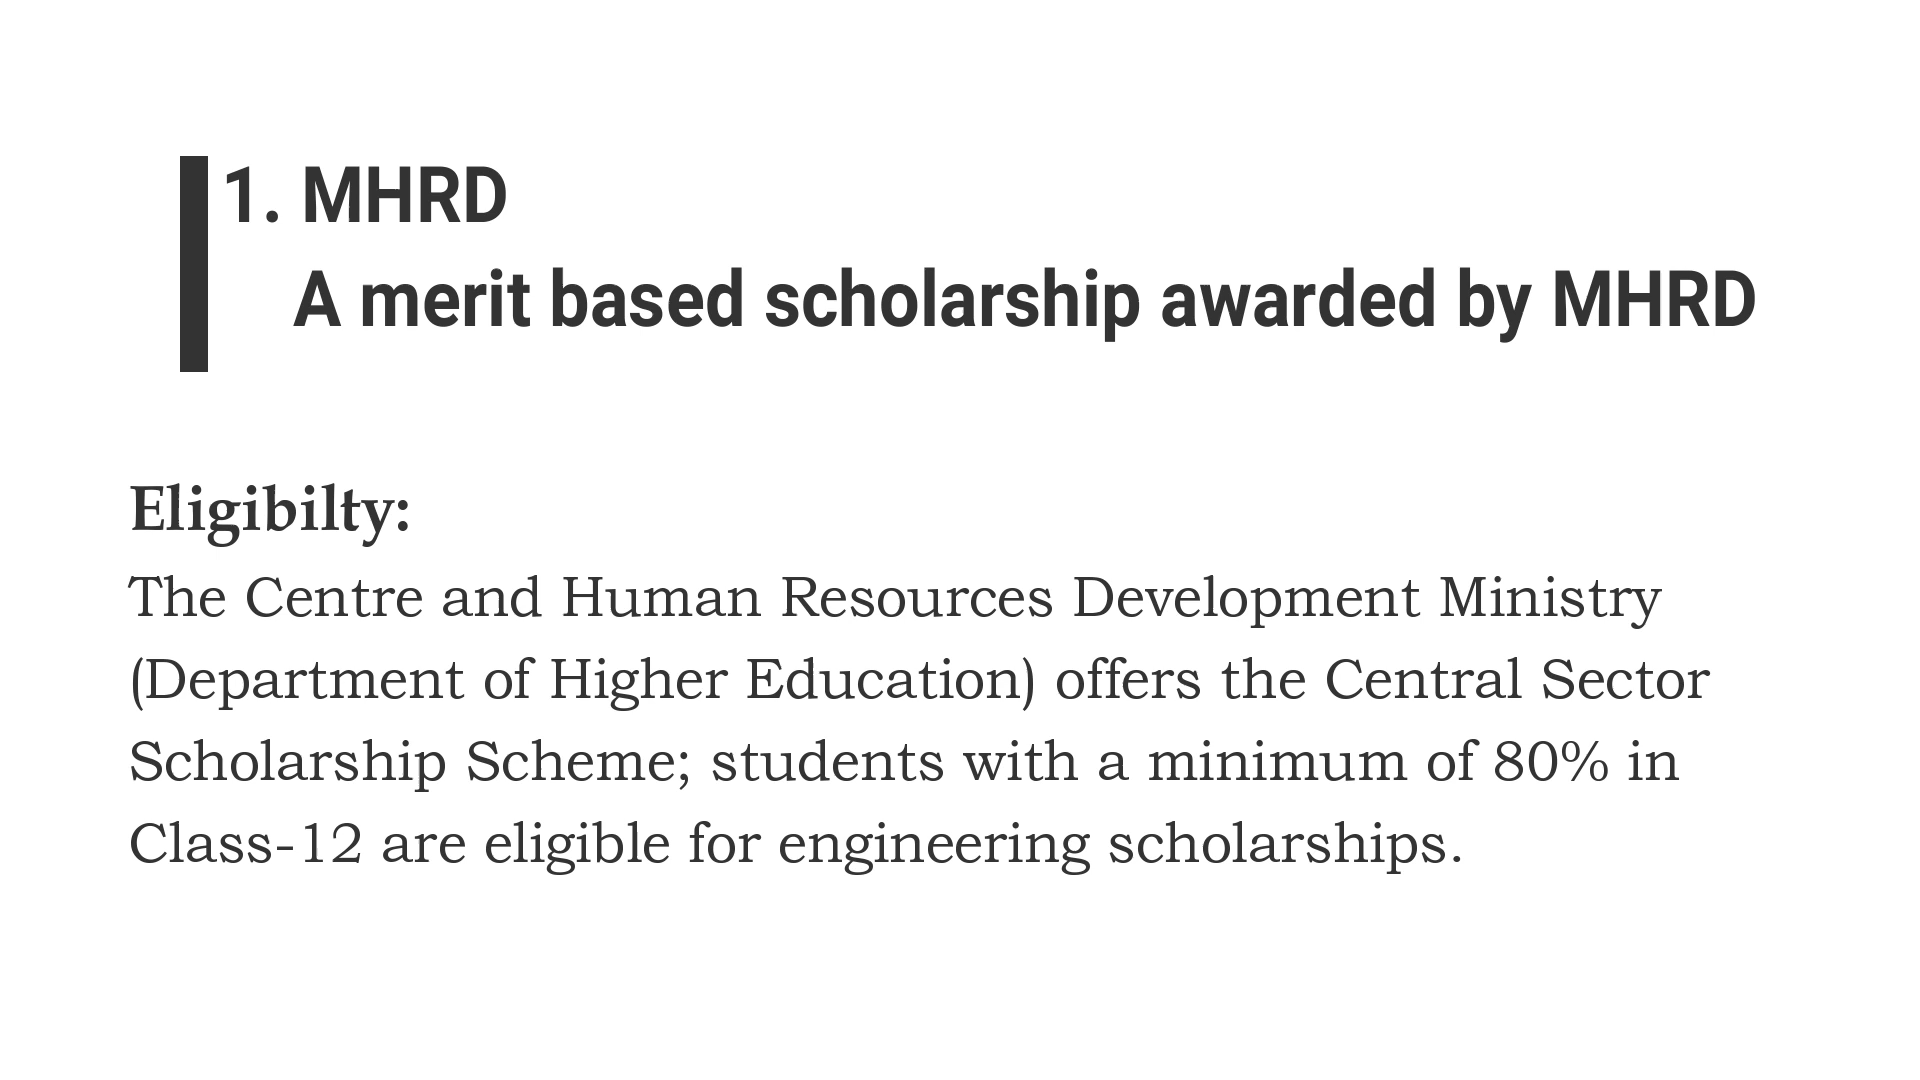 1. MHRD
A merit based scholarship awarded by MHRD
Eligibilty:
The Centre and Human Resources Development Ministry
(Department of Higher Education) offers the Central Sector
Scholarship Scheme; students with a minimum of 80% in
Class-12 are eligible for engineering scholarships.